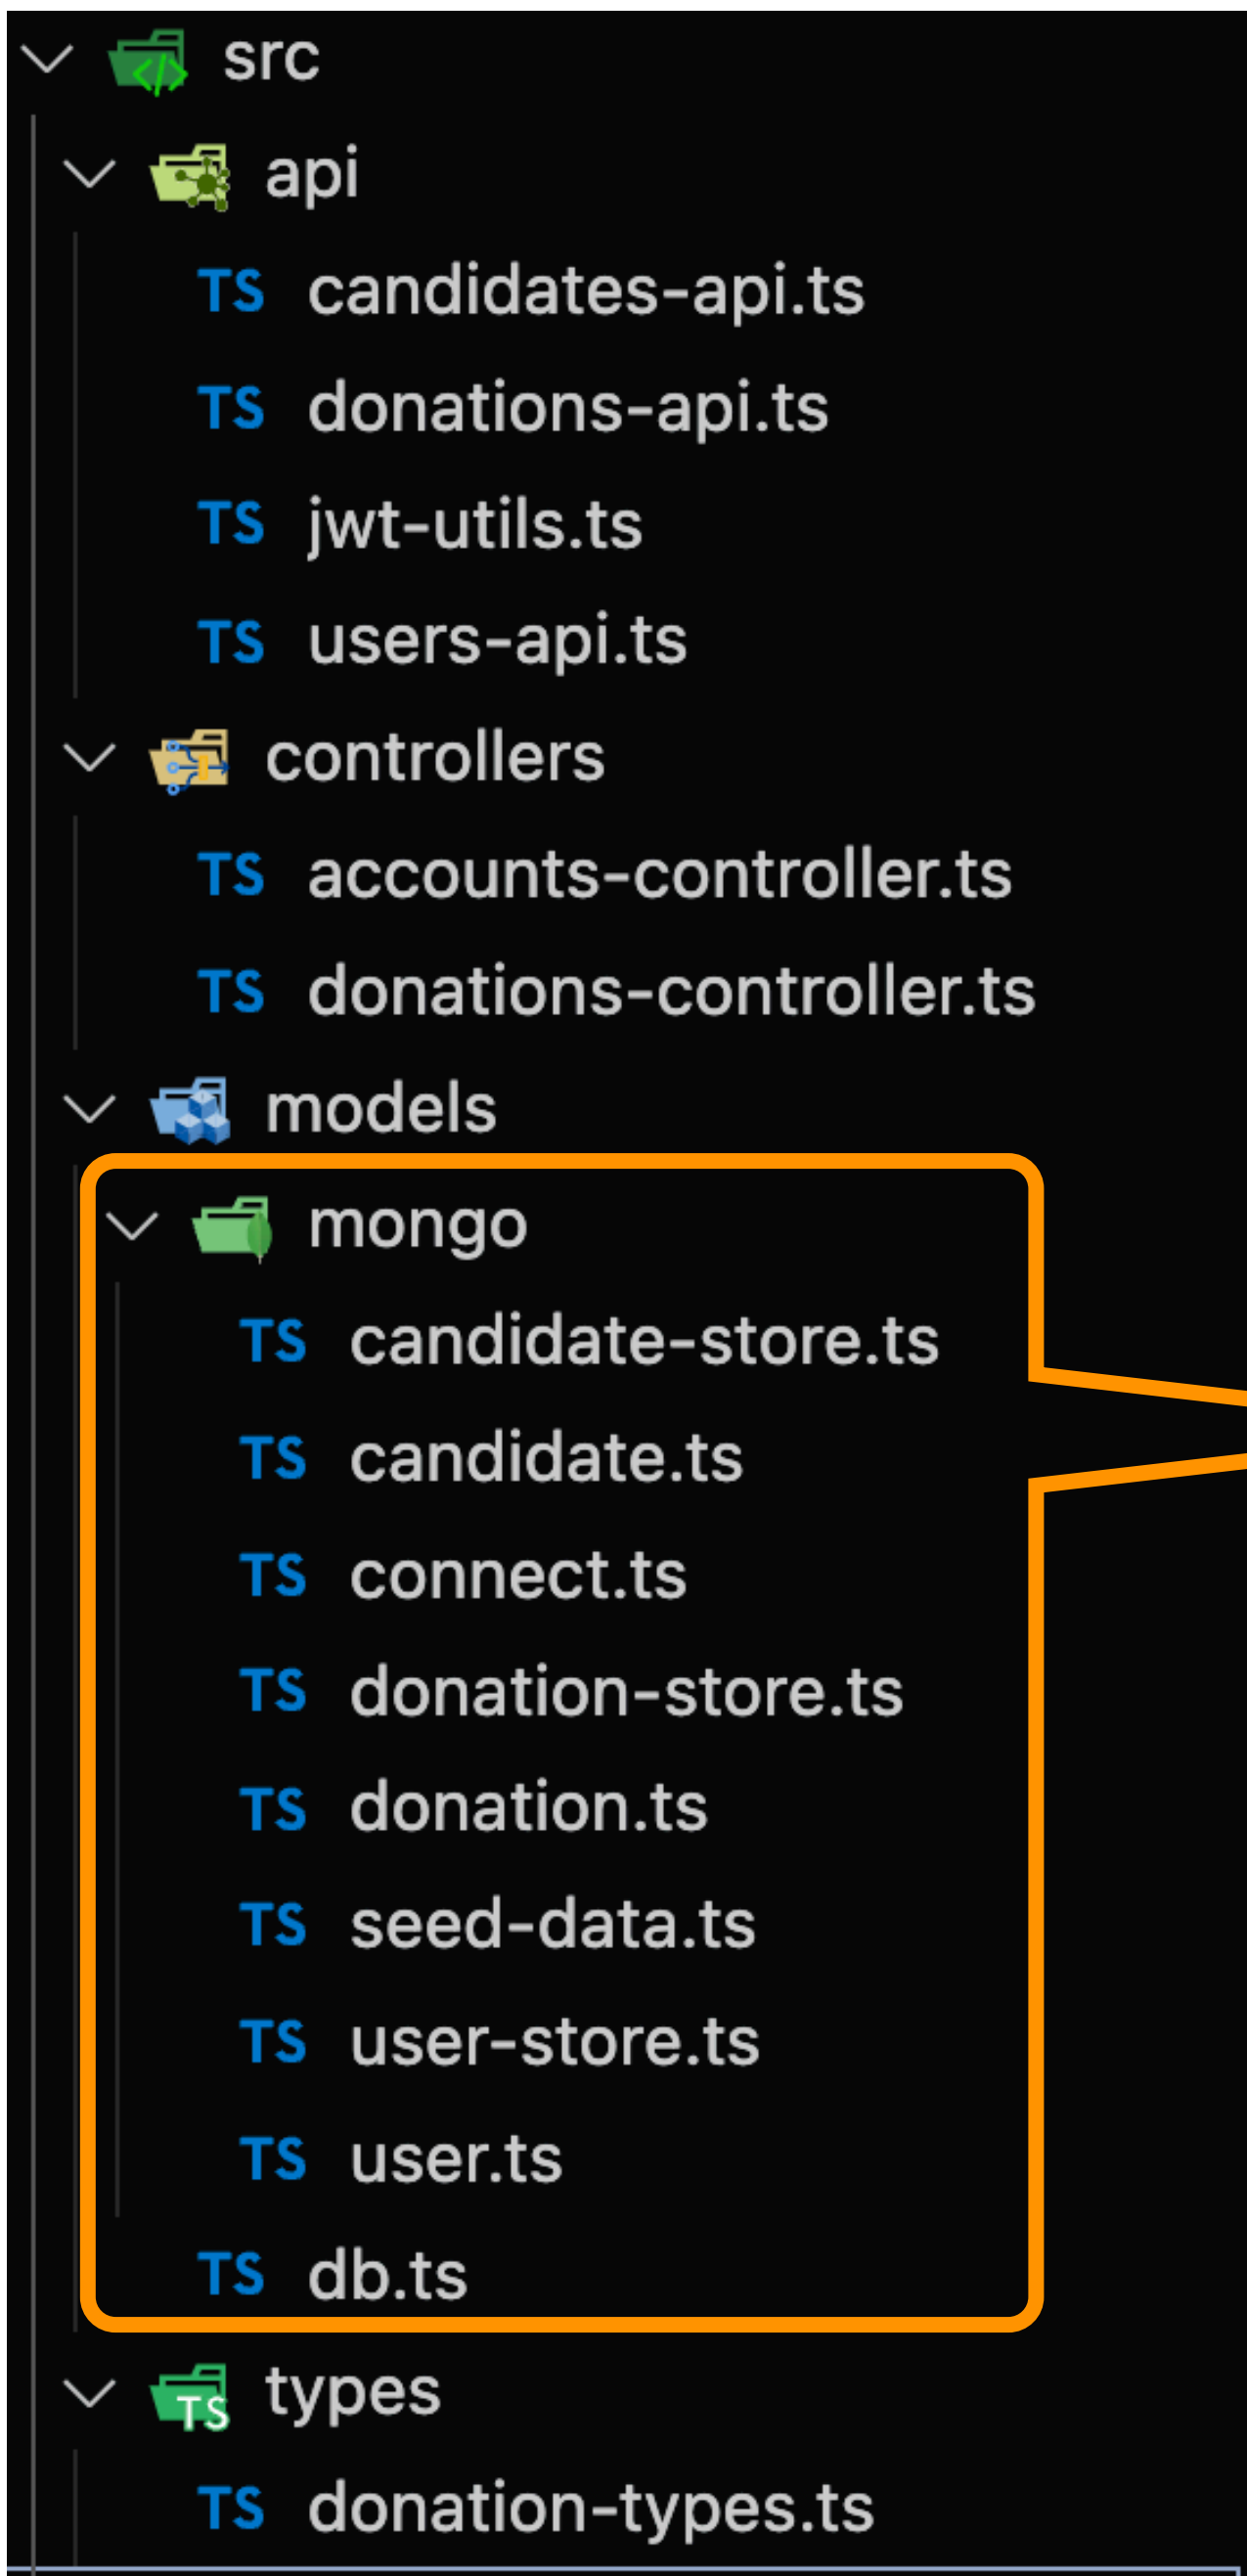 src
api
TS candidates-api.ts
TS donations-api.ts
TS jwt-utils.ts
TS users-api.ts
controllers
TS accounts-controller.ts
TS donations-controller.ts
models
mongo
TS candidate-store.ts
TS candidate.ts
TS connect.ts
TS donation-store.ts
TS donation.ts
TS seed-data.ts
TS user-store.ts
TS user.ts
TS db.ts
TS types
TS donation-types.ts